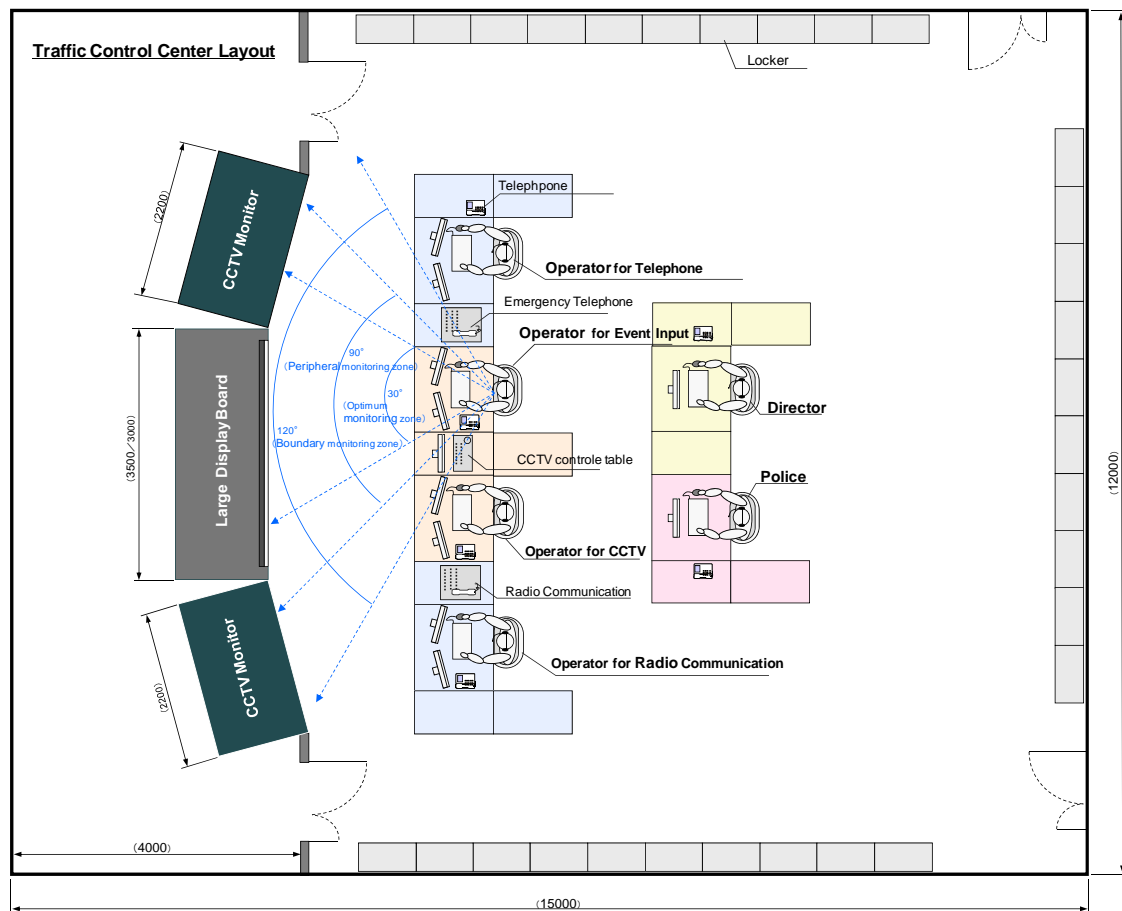 Traffic Control Center Layout
Locker
(2200)
CCTV Monitor
Telephpone
Operator for Telephone
Emergency Telephone
Operator for Event Input
90°
(Peripheral monitoring zone)
30°
(Optimum
monitoring zone)
120°
(Boundary monitoring zone)
Director
(3500/3000)
Large Display Board
CCTV controle table
Police
(12000)
Operator for CCTV
Radio Communication
Operator for Radio Communication
CCTV Monitor
(2200)
(4000)
(15000)